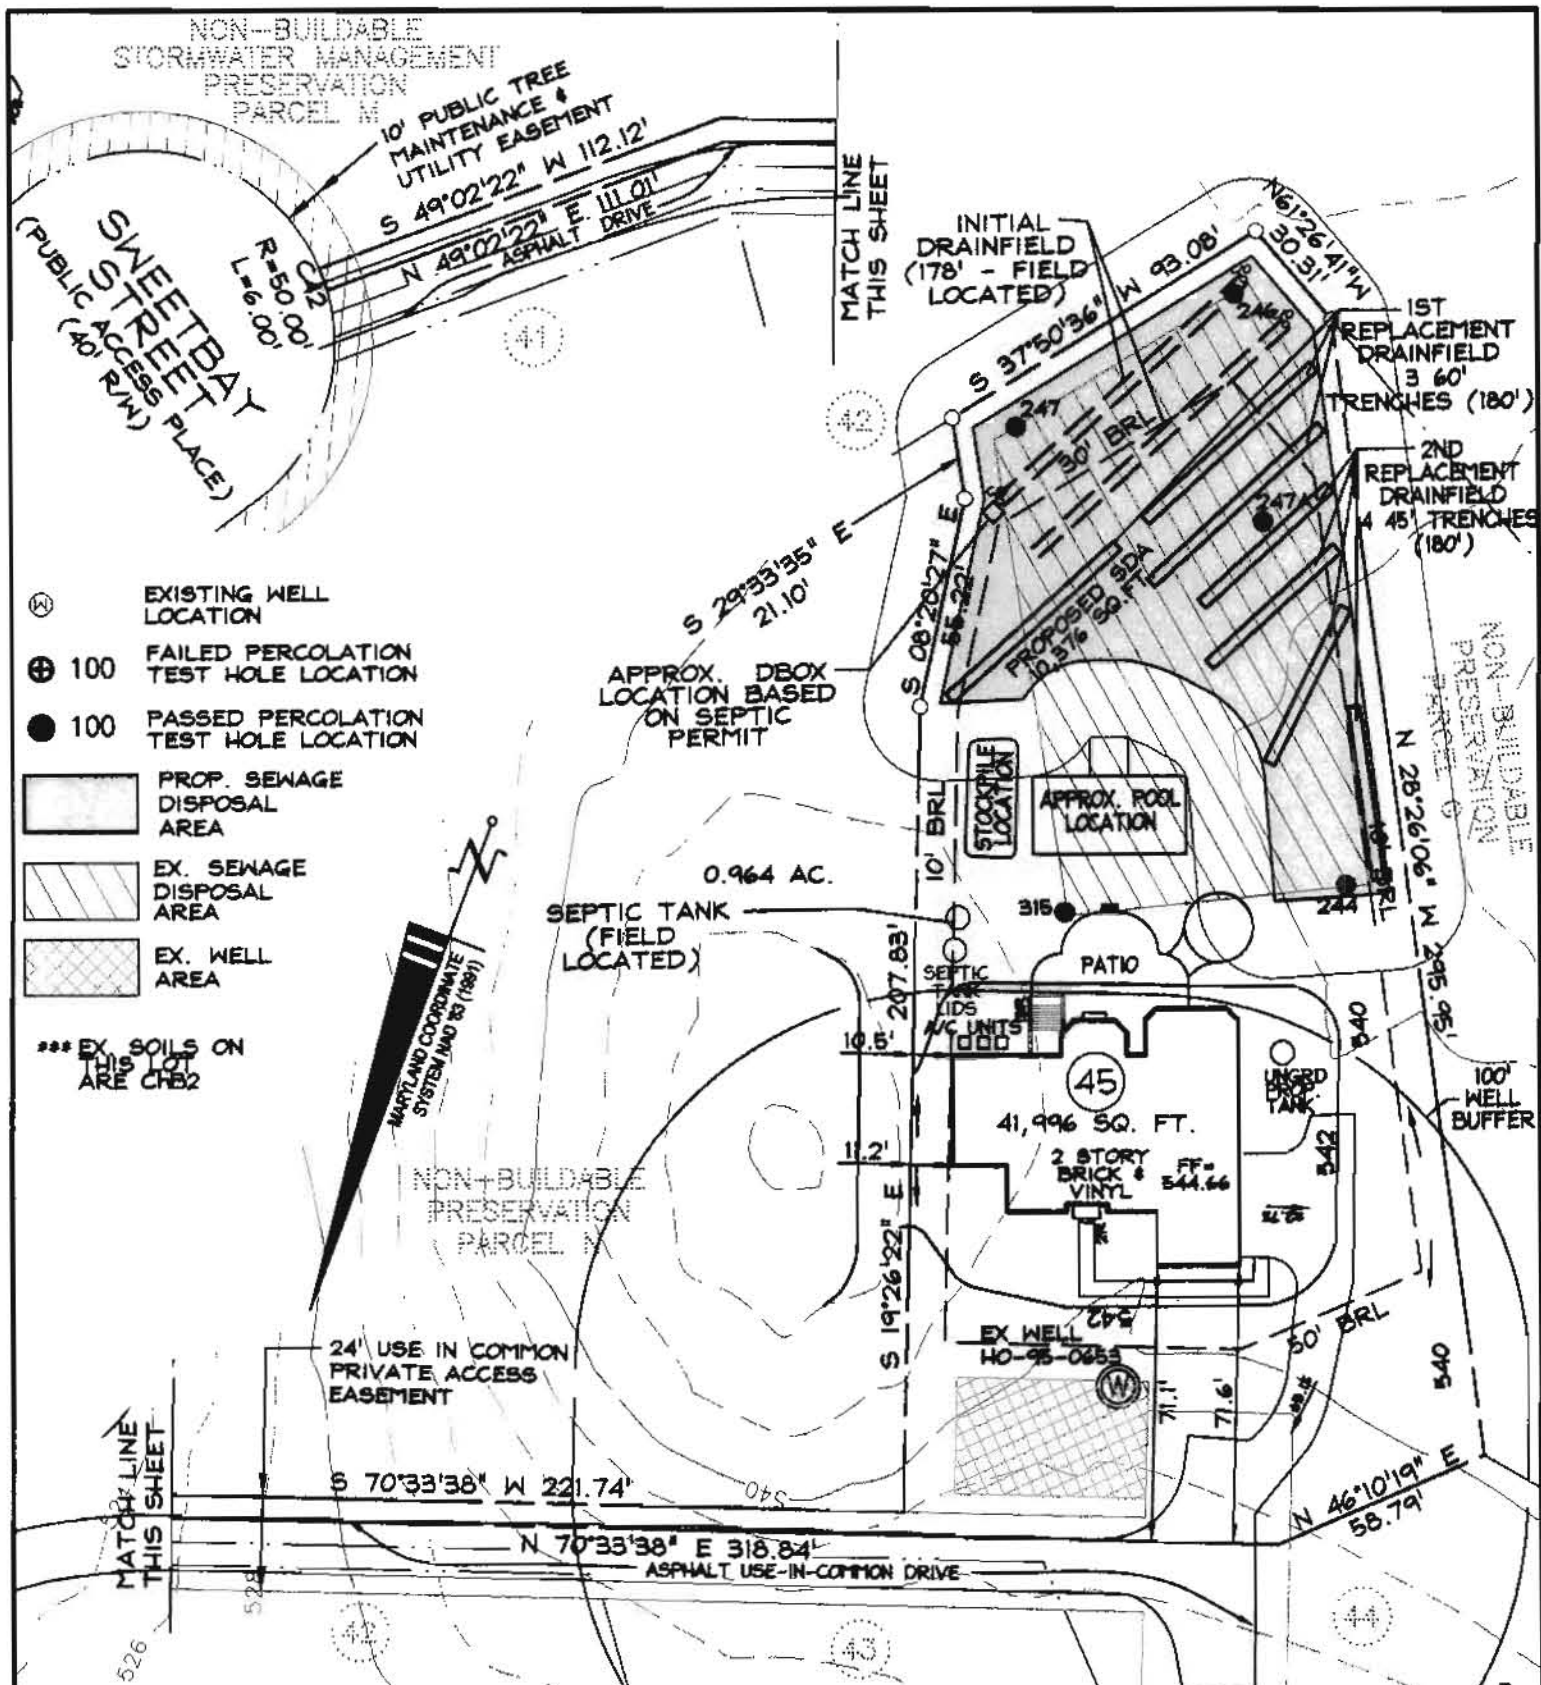 NON-BUILDABLE
STORMWATER MANAGEMENT
PRESERVATION
PARCEL M
10' PUBLIC TREE
MAINTENANCE &
UTILITY EASEMENT
S 49°02'22" W 112.12'
N 49°02'22" E 111.01'
ASPHALT DRIVE
C42
R=50.00'
L=6.00'
SWEETBAY
STREET
(PUBLIC ACCESS PLACE)
(40' R/W)
MATCH LINE
THIS SHEET
41
42
INITIAL
DRAINFIELD
(178' - FIELD
LOCATED)
S 37°50'36" W 93.08'
N61°26'41"W
30.31'
1ST
REPLACEMENT
DRAINFIELD
3 60'
TRENCHES (180')
2ND
REPLACEMENT
DRAINFIELD
4 45' TRENCHES
(180')
247
30' BRL
247A
S 29°33'35" E
21.10'
S 08°20'27" E
55.22'
PROPOSED SDA
10,376 SQ.FT.
APPROX. DBOX
LOCATION BASED
ON SEPTIC
PERMIT
EXISTING WELL
LOCATION
100 FAILED PERCOLATION
TEST HOLE LOCATION
100 PASSED PERCOLATION
TEST HOLE LOCATION
PROP. SEWAGE
DISPOSAL
AREA
EX. SEWAGE
DISPOSAL
AREA
EX. WELL
AREA
*** EX. SOILS ON
THIS LOT
ARE CHB2
MARYLAND COORDINATE
SYSTEM NAD '83 (1991)
NON-BUILDABLE
PRESERVATION
PARCEL G
N 28°26'06" W 295.95'
10' BRL
STOCKPILE
LOCATION
APPROX. POOL
LOCATION
10' BRL
0.964 AC.
SEPTIC TANK
(FIELD
LOCATED)
315
244
PATIO
SEPTIC
TANK
LIDS
A/C UNITS
207.83'
10.5'
45
41,996 SQ. FT.
11.2'
2 STORY
BRICK &
VINYL
FF=
544.66
UNGRD
PROP.
TANK
540
542
100'
WELL
BUFFER
NON-BUILDABLE
PRESERVATION
PARCEL N
S 19°26'22" E
542
50' BRL
EX WELL
HO-95-0653
W
71.1'
71.6'
540
24' USE IN COMMON
PRIVATE ACCESS
EASEMENT
MATCH LINE
THIS SHEET
S 70°33'38" W 221.74'
540
N 70°33'38" E 318.84'
ASPHALT USE-IN-COMMON DRIVE
N 46°10'19" E
58.79'
528
526
42
43
44